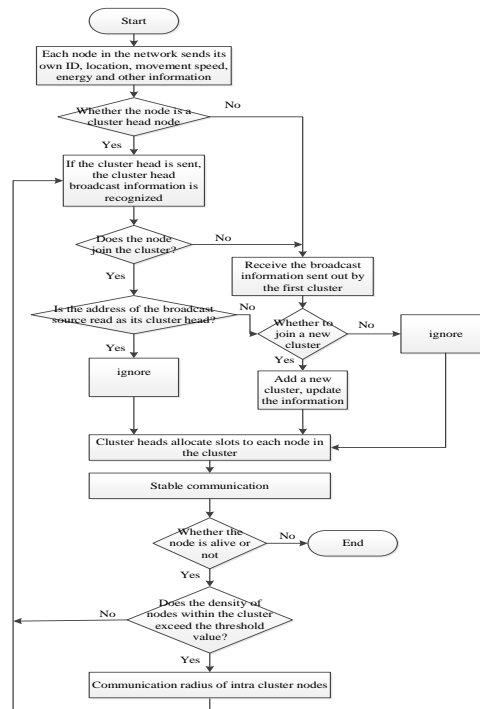 Start
Each node in the network sends its
own ID, location, movement speed,
energy and other information
Whether the node is a
cluster head node
No
Yes
If the cluster head is sent,
the cluster head
broadcast information is
recognized
Does the node
join the cluster?
No
Yes
Receive the broadcast
information sent out by
the first cluster
Is the address of the broadcast
source read as its cluster head?
No
Whether to
join a new
cluster
No
ignore
Yes
ignore
Yes
Add a new
cluster, update
the information
Cluster heads allocate slots to each node in
the cluster
Stable communication
Whether the
node is alive or
not
No
End
Yes
Does the density of
nodes within the cluster
exceed the threshold
value?
No
Yes
Communication radius of intra cluster nodes